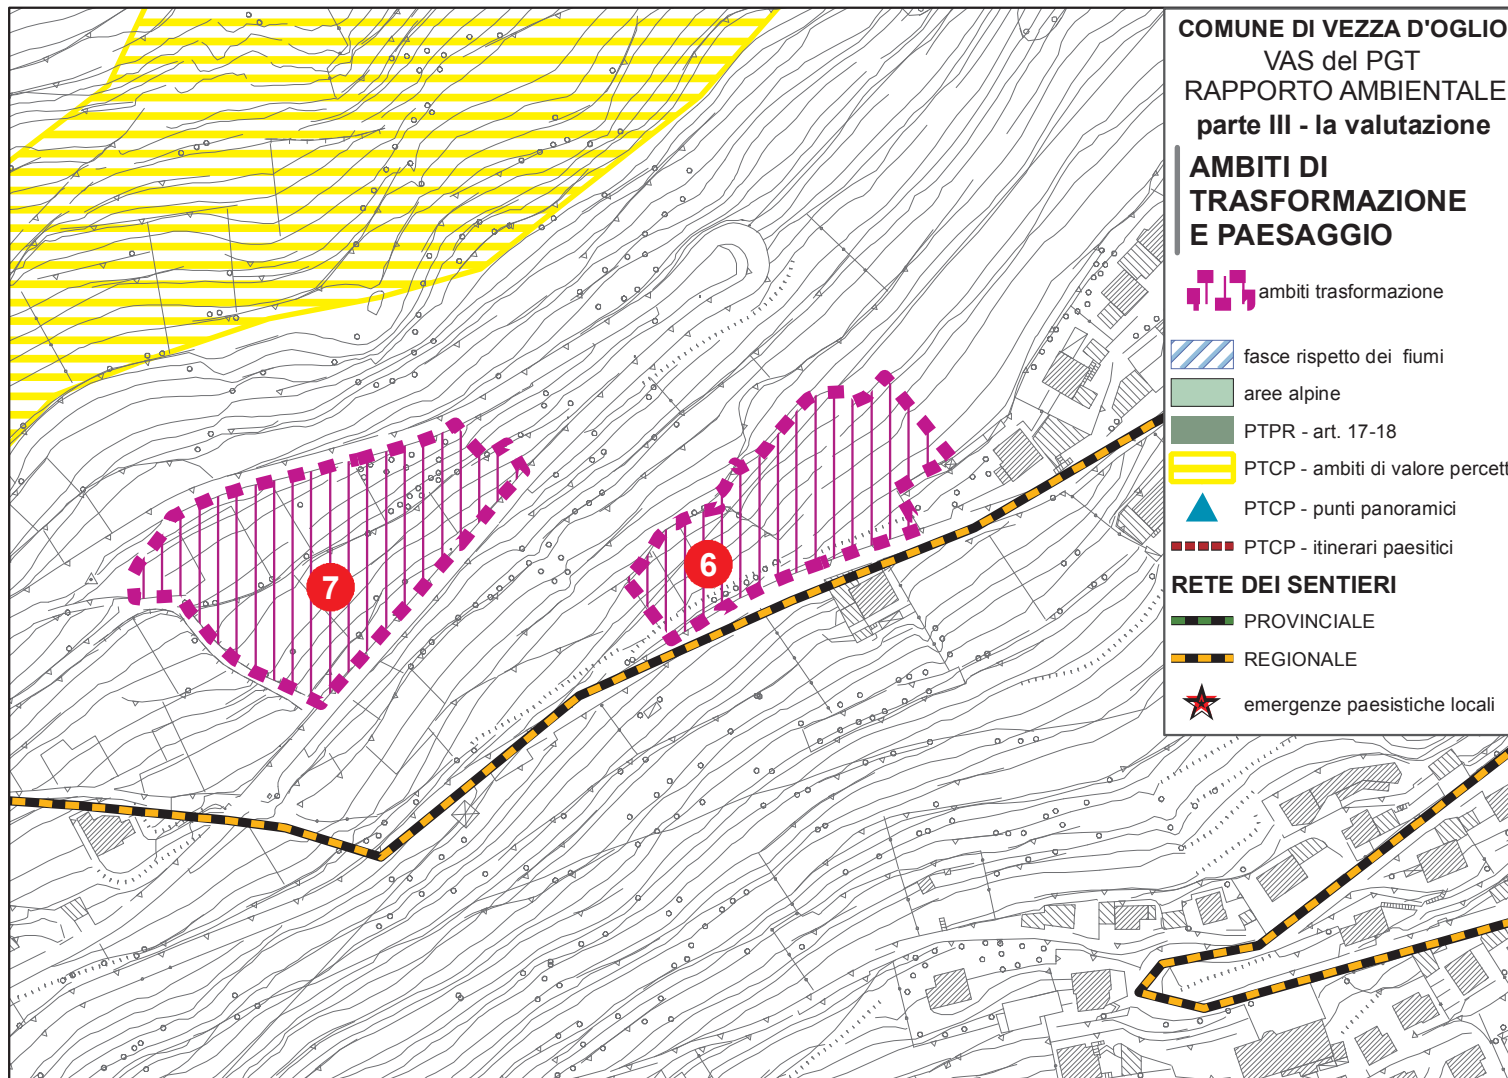 COMUNE DI VEZZA D'OGLIO
VAS del PGT
RAPPORTO AMBIENTALE
parte III - la valutazione
AMBITI DI
TRASFORMAZIONE
E PAESAGGIO
ambiti trasformazione
fasce rispetto dei fiumi
aree alpine
PTPR - art. 17-18
PTCP - ambiti di valore percett
PTCP - punti panoramici
PTCP - itinerari paesitici
RETE DEI SENTIERI
PROVINCIALE
REGIONALE
emergenze paesistiche locali
6
7